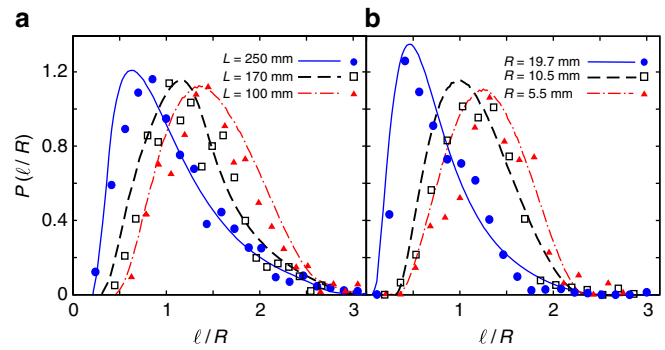 a
b
L = 250 mm
L = 170 mm
L = 100 mm
R = 19.7 mm
R = 10.5 mm
R = 5.5 mm
P (ℓ/R)
1.2
0.8
0.4
0
0 1 2 3
1 2 3
ℓ/R
ℓ/R